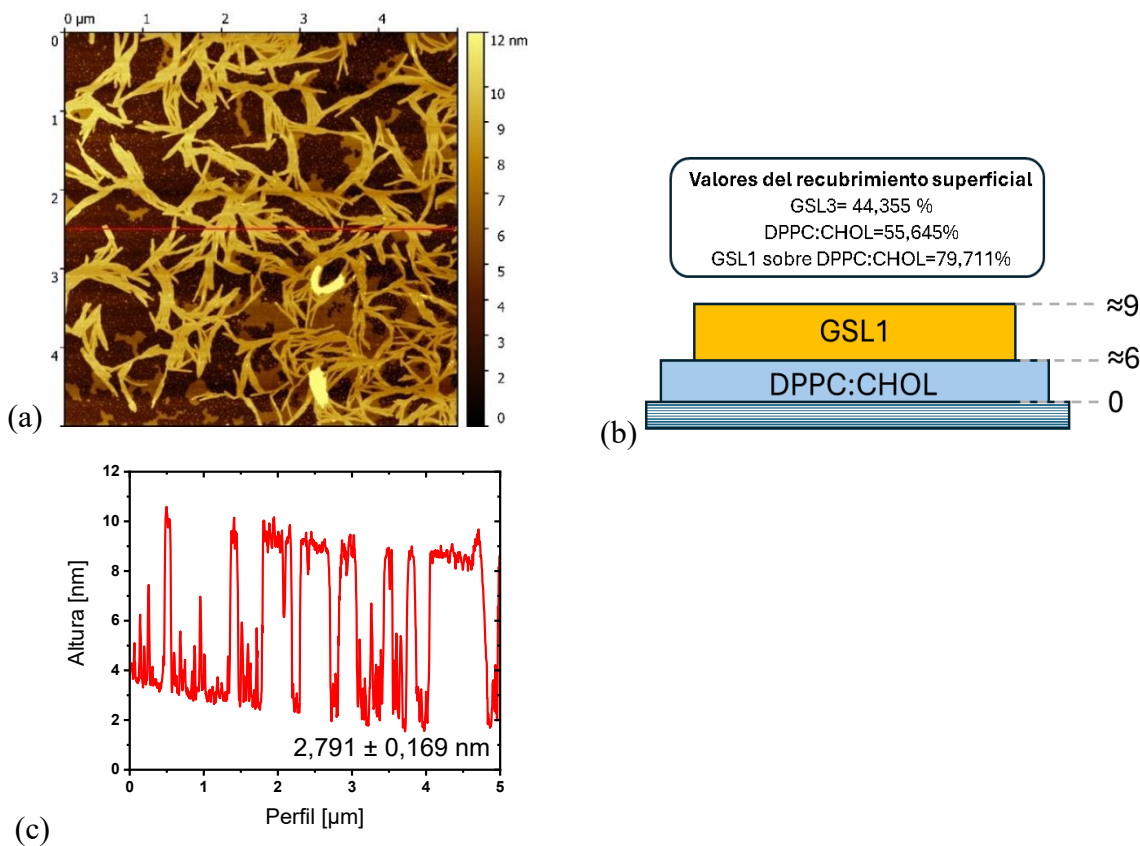 0 µm 1 2 3 4
0
1
2
3
4
12 nm
10
9
8
7
6
5
4
3
2
0
(a)
Valores del recubrimiento superficial
GSL3= 44,355 %
DPPC:CHOL=55,645%
GSL1 sobre DPPC:CHOL=79,711%
GSL1
DPPC:CHOL
≈9
≈6
0
(b)
Altura [nm]
12
10
8
6
4
2
0
2,791 ± 0,169 nm
0 1 2 3 4 5
Perfil [µm]
(c)